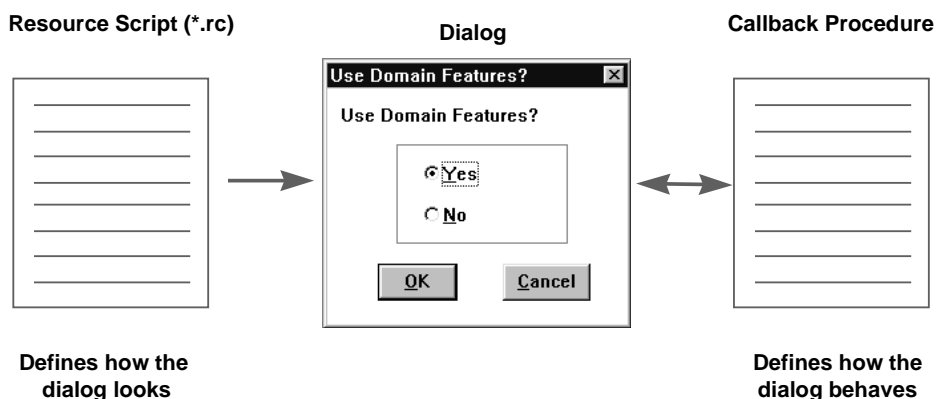 Resource Script (*.rc)
Dialog
Callback Procedure
Use Domain Features?
Use Domain Features?
Yes
No
OK
Cancel
Defines how the
dialog looks
Defines how the
dialog behaves